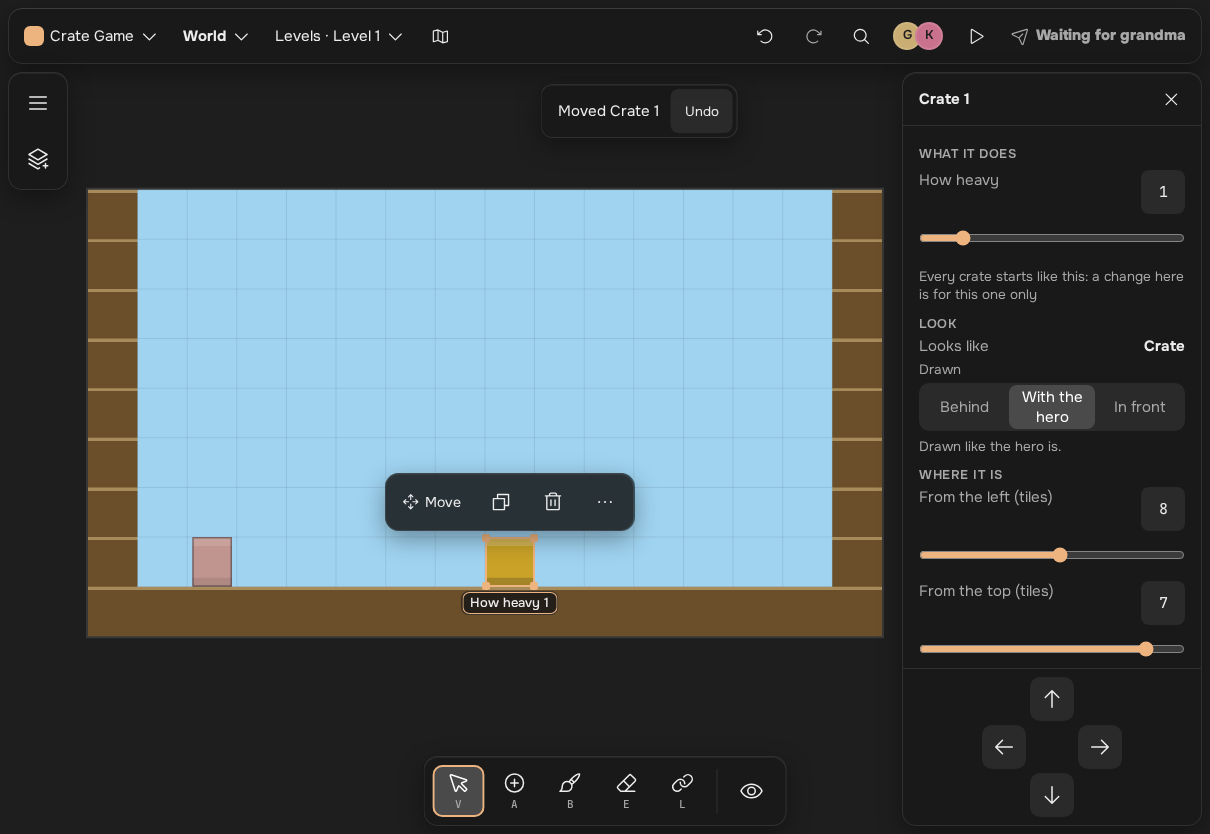 Crate Game
World
Levels · Level 1
G
K
Waiting for grandma
Moved Crate 1
Undo
Crate 1
WHAT IT DOES
How heavy
1
Every crate starts like this: a change here
is for this one only
LOOK
Looks like
Crate
Drawn
Behind
With the
hero
In front
Drawn like the hero is.
WHERE IT IS
From the left (tiles)
8
From the top (tiles)
7
Move
How heavy 1
V
A
B
E
L